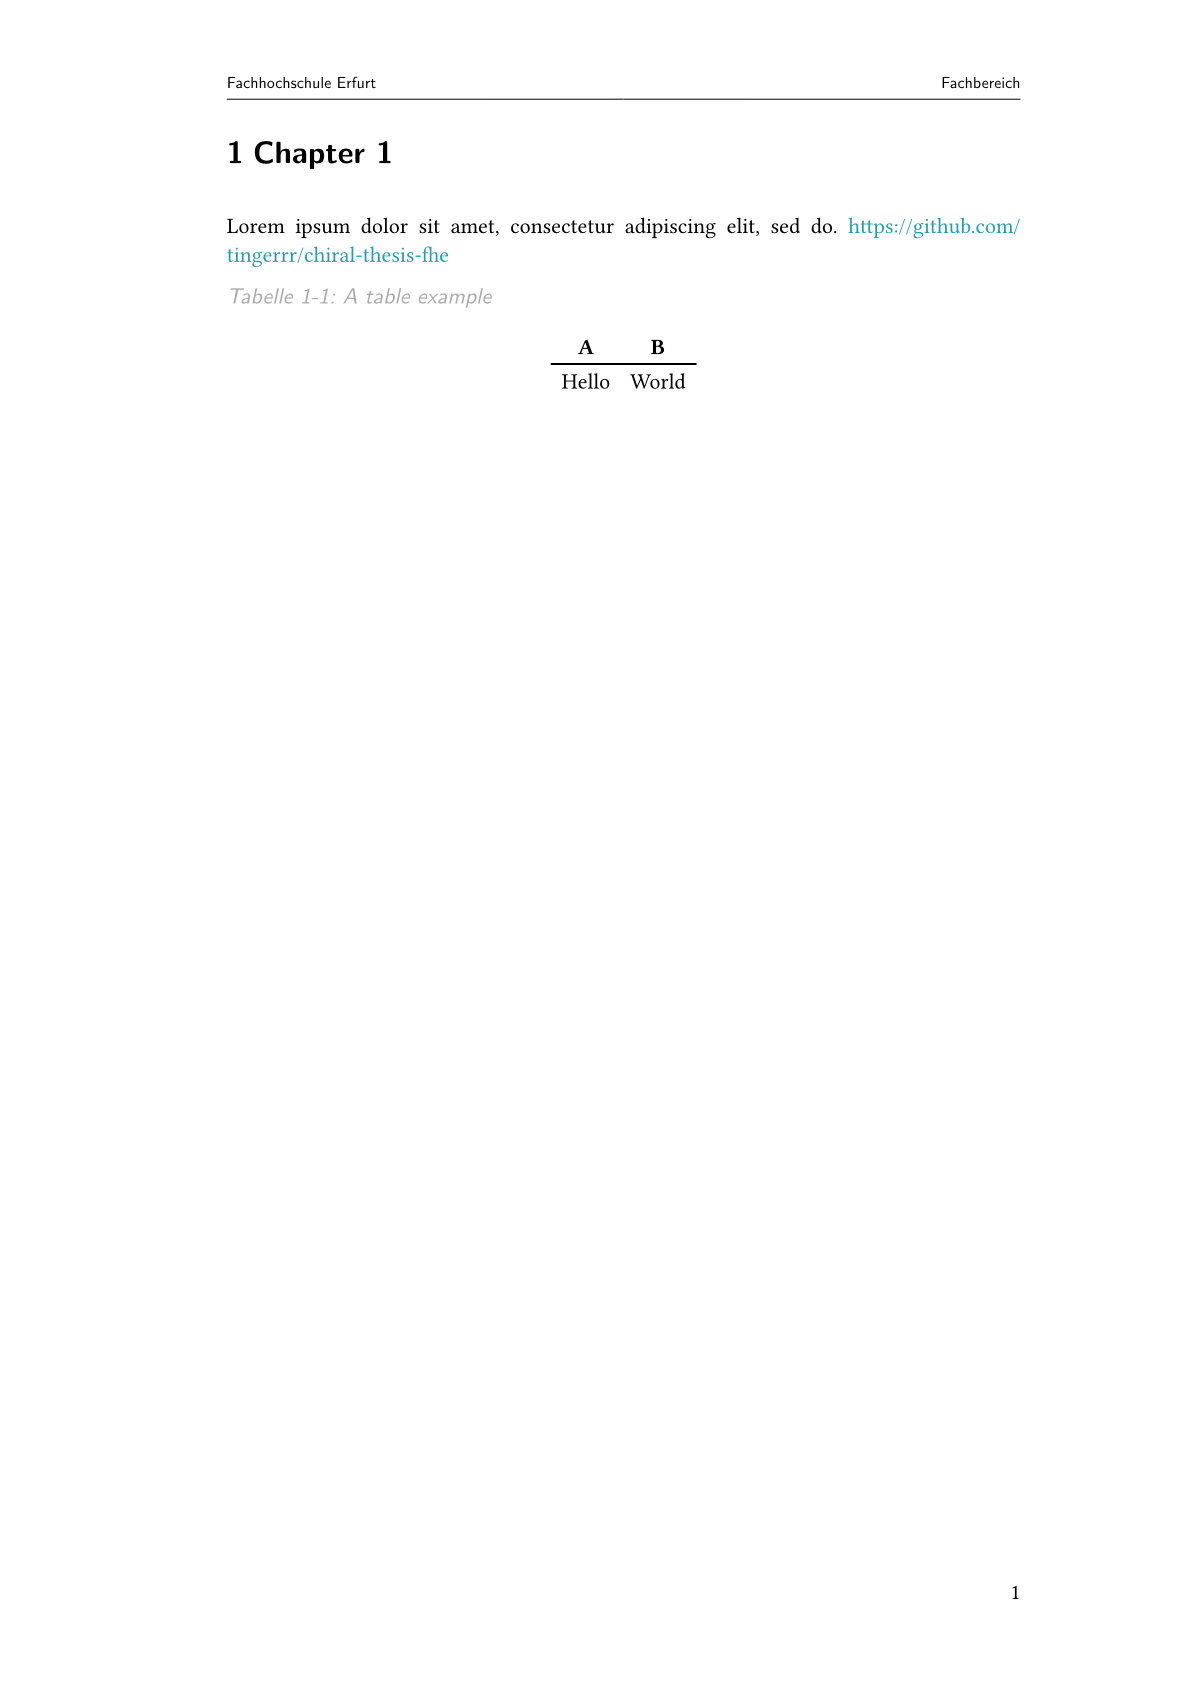 Fachhochschule Erfurt Fachbereich
1 Chapter 1
Lorem ipsum dolor sit amet, consectetur adipiscing elit, sed do. https://github.com/
tingerrr/chiral-thesis-fhe
Tabelle 1-1: A table example
A B
Hello World
1